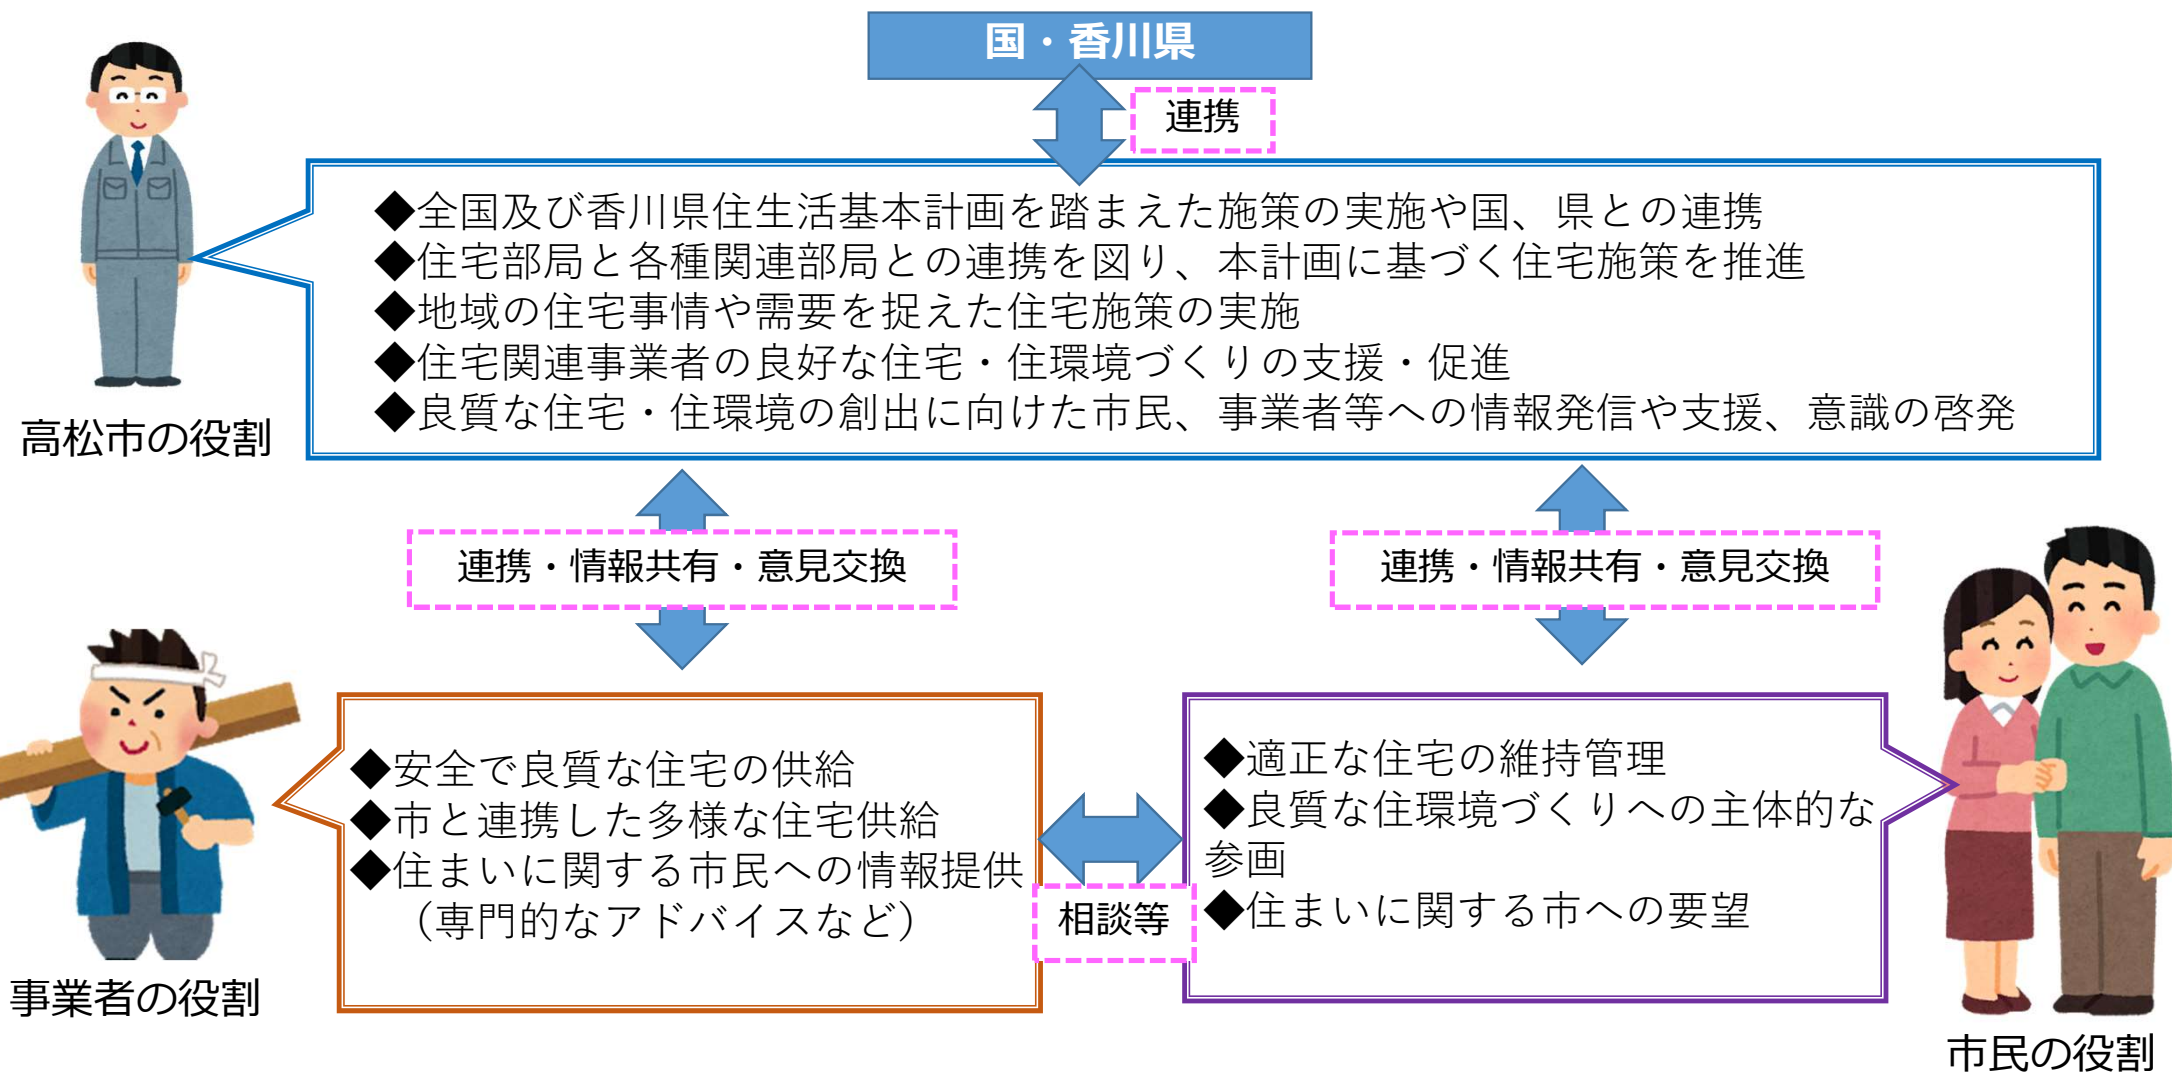 国・香川県
連携
◆全国及び香川県住生活基本計画を踏まえた施策の実施や国、県との連携
◆住宅部局と各種関連部局との連携を図り、本計画に基づく住宅施策を推進
◆地域の住宅事情や需要を捉えた住宅施策の実施
◆住宅関連事業者の良好な住宅・住環境づくりの支援・促進
◆良質な住宅・住環境の創出に向けた市民、事業者等への情報発信や支援、意識の啓発
高松市の役割
連携・情報共有・意見交換
連携・情報共有・意見交換
◆安全で良質な住宅の供給
◆市と連携した多様な住宅供給
◆住まいに関する市民への情報提供
（専門的なアドバイスなど）
事業者の役割
相談等
◆適正な住宅の維持管理
◆良質な住環境づくりへの主体的な
参画
◆住まいに関する市への要望
市民の役割